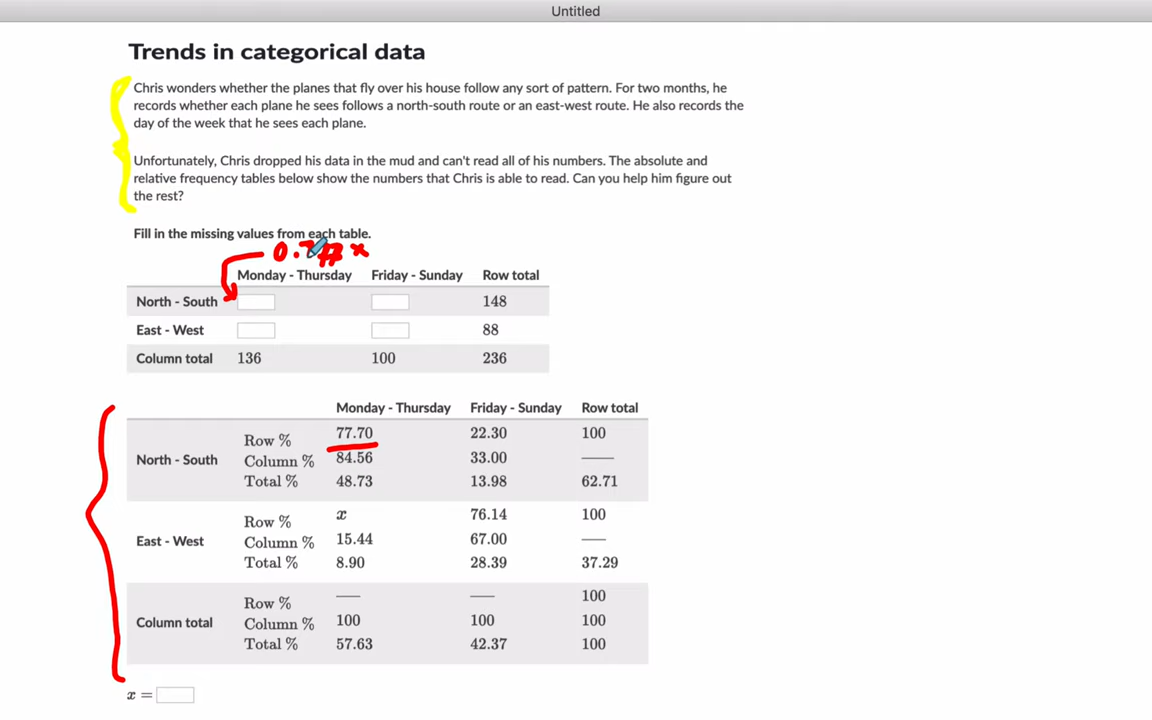 Untitled
Trends in categorical data
Chris wonders whether the planes that fly over his house follow any sort of pattern. For two months, he
records whether each plane he sees follows a north-south route or an east-west route. He also records the
day of the week that he sees each plane.
Unfortunately, Chris dropped his data in the mud and can't read all of his numbers. The absolute and
relative frequency tables below show the numbers that Chris is able to read. Can you help him figure out
the rest?
Fill in the missing values from each table.
Monday - Thursday Friday - Sunday Row total
North - South 148
East - West 88
Column total 136 100 236
Monday - Thursday Friday - Sunday Row total
Row % 77.70 22.30 100
North - South Column % 84.56 33.00 —
Total % 48.73 13.98 62.71
Row % x 76.14 100
East - West Column % 15.44 67.00 —
Total % 8.90 28.39 37.29
Row % — — 100
Column total Column % 100 100 100
Total % 57.63 42.37 100
x =